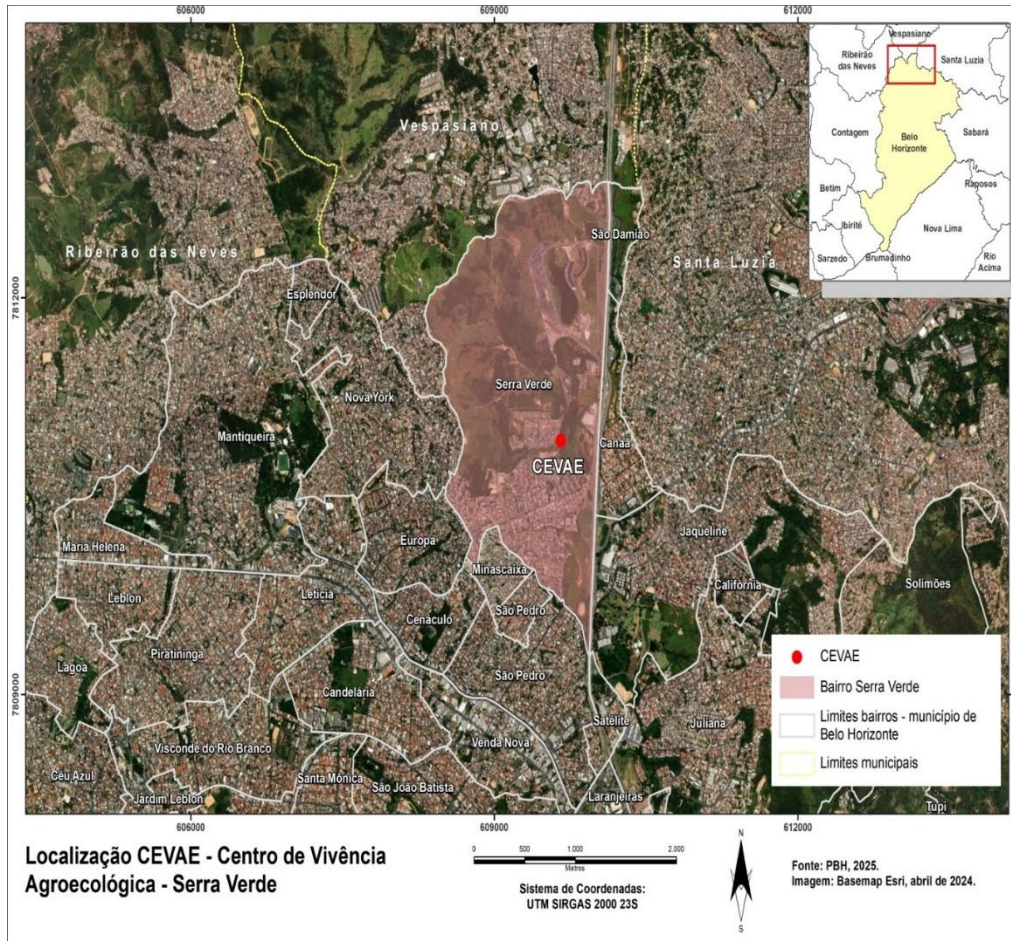 606000
609000
612000
7812000
7809000
Vespasiano
Ribeirão das Neves
Santa Luzia
São Damião
Esplendor
Serra Verde
Nova York
Mantiqueira
CEVAE
Canaã
Europa
Jaqueline
Maria Helena
Minascaixa
Califórnia
Solimões
Leblon
Letícia
São Pedro
Cenáculo
Piratininga
Lagoa
São Pedro
Candelária
Satélite
Juliana
Visconde do Rio Branco
Venda Nova
Céu Azul
Santa Mônica
São João Batista
Jardim Leblon
Laranjeiras
Tupi
606000
609000
612000
Vespasiano
Ribeirão
das Neves
Santa Luzia
Contagem
Belo
Horizonte
Sabará
Betim
Raposos
Ibirité
Nova Lima
Sarzedo
Brumadinho
Rio
Acima
CEVAE
Bairro Serra Verde
Limites bairros - município de
Belo Horizonte
Limites municipais
Localização CEVAE - Centro de Vivência
Agroecológica - Serra Verde
0 500 1.000 2.000
Metros
Sistema de Coordenadas:
UTM SIRGAS 2000 23S
N
S
Fonte: PBH, 2025.
Imagem: Basemap Esri, abril de 2024.